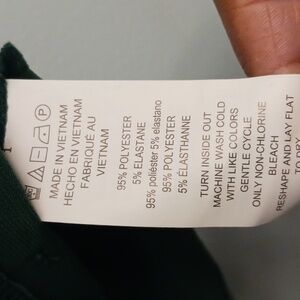 MADE IN VIETNAM
HECHO EN VIETNAM
FABRIQUÉ AU
VIETNAM
95% POLYESTER
5% ELASTANE
95% poliéster 5% elastano
95% POLYESTER
5% ÉLASTHANNE
TURN INSIDE OUT
MACHINE WASH COLD
WITH LIKE COLORS
GENTLE CYCLE
ONLY NON-CHLORINE
BLEACH
RESHAPE AND LAY FLAT
TO DRY